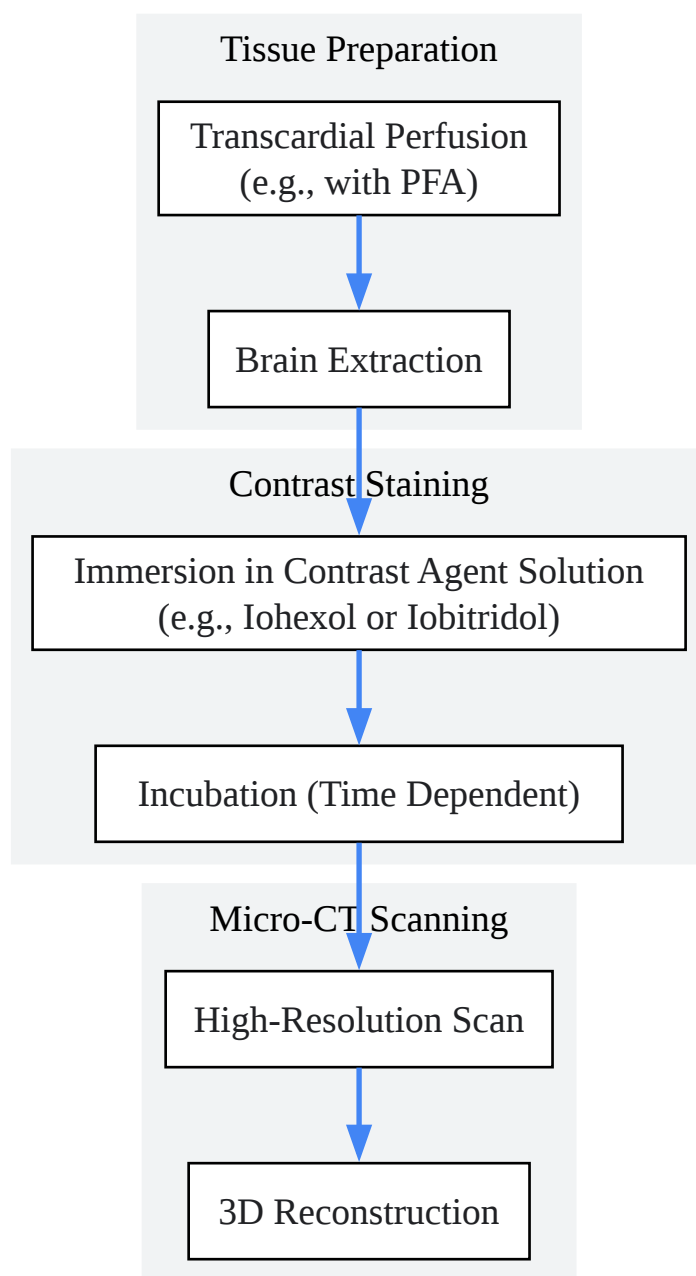 Tissue Preparation
Transcardial Perfusion
(e.g., with PFA)
Brain Extraction
Contrast Staining
Immersion in Contrast Agent Solution
(e.g., Iohexol or Iobitridol)
Incubation (Time Dependent)
Micro-CT Scanning
High-Resolution Scan
3D Reconstruction